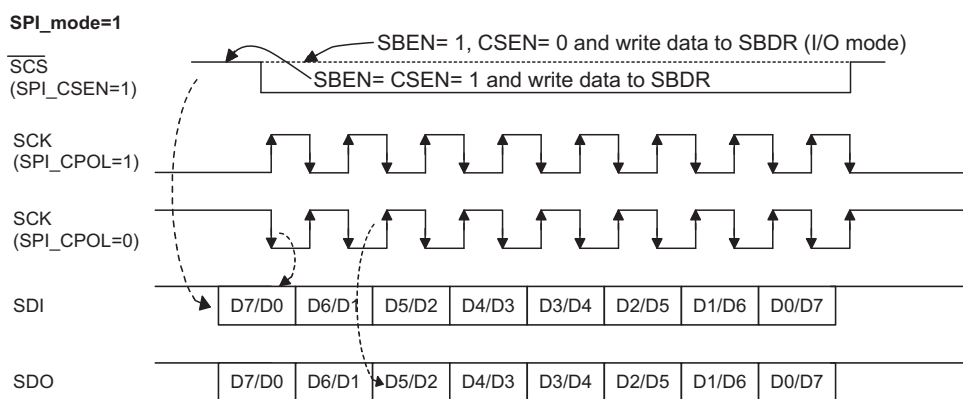 SPI_mode=1
SBEN= 1, CSEN= 0 and write data to SBDR (I/O mode)
SCS
(SPI_CSEN=1)
SBEN= CSEN= 1 and write data to SBDR
SCK
(SPI_CPOL=1)
SCK
(SPI_CPOL=0)
SDI D7/D0 D6/D1 D5/D2 D4/D3 D3/D4 D2/D5 D1/D6 D0/D7
SDO D7/D0 D6/D1 D5/D2 D4/D3 D3/D4 D2/D5 D1/D6 D0/D7